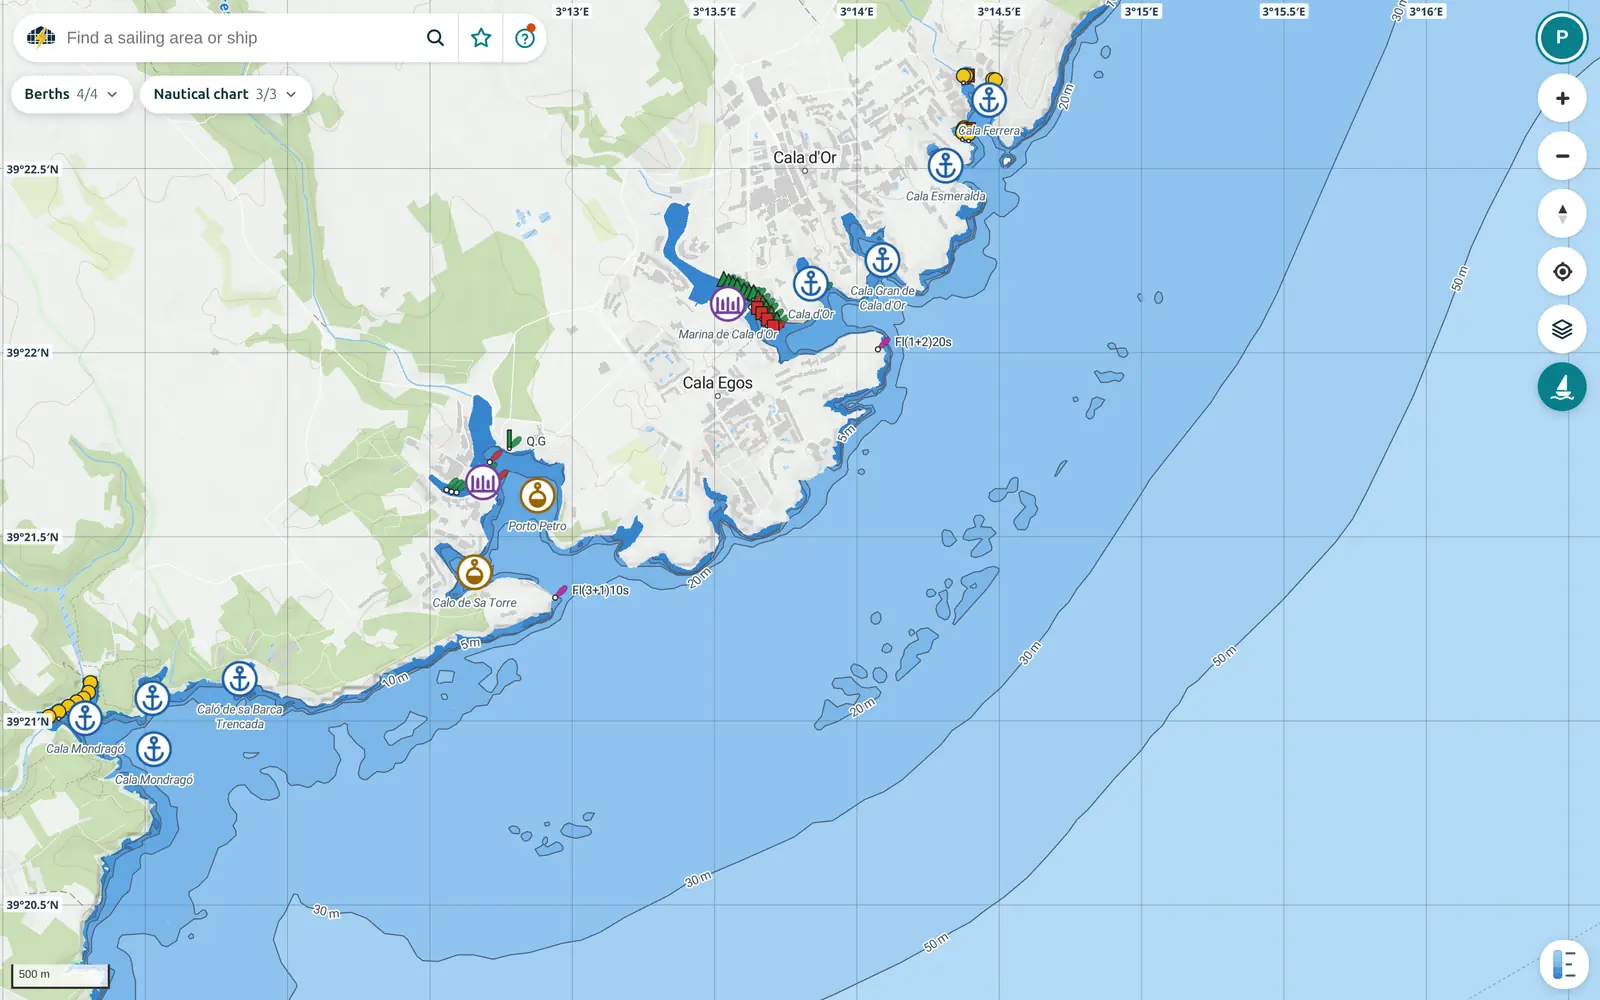 3°13′E
3°13.5′E
3°14′E
3°14.5′E
3°15′E
3°15.5′E
3°16′E
Find a sailing area or ship
P
Berths 4/4
Nautical chart 3/3
30 m
20 m
Cala Ferrera
Cala d'Or
39°22.5′N
Cala Esmeralda
50 m
Cala Gran de
Cala d'Or
Cala d'Or
Marina de Cala d'Or
Fl(1+2)20s
39°22′N
Cala Egos
5 m
Q.G
Porto Petro
39°21.5′N
20 m
Fl(3+1)10s
Calo de Sa Torre
5 m
30 m
50 m
10 m
Caló de sa Barca
Trencada
20 m
39°21′N
Cala Mondragó
Cala Mondragó
30 m
39°20.5′N
30 m
50 m
500 m